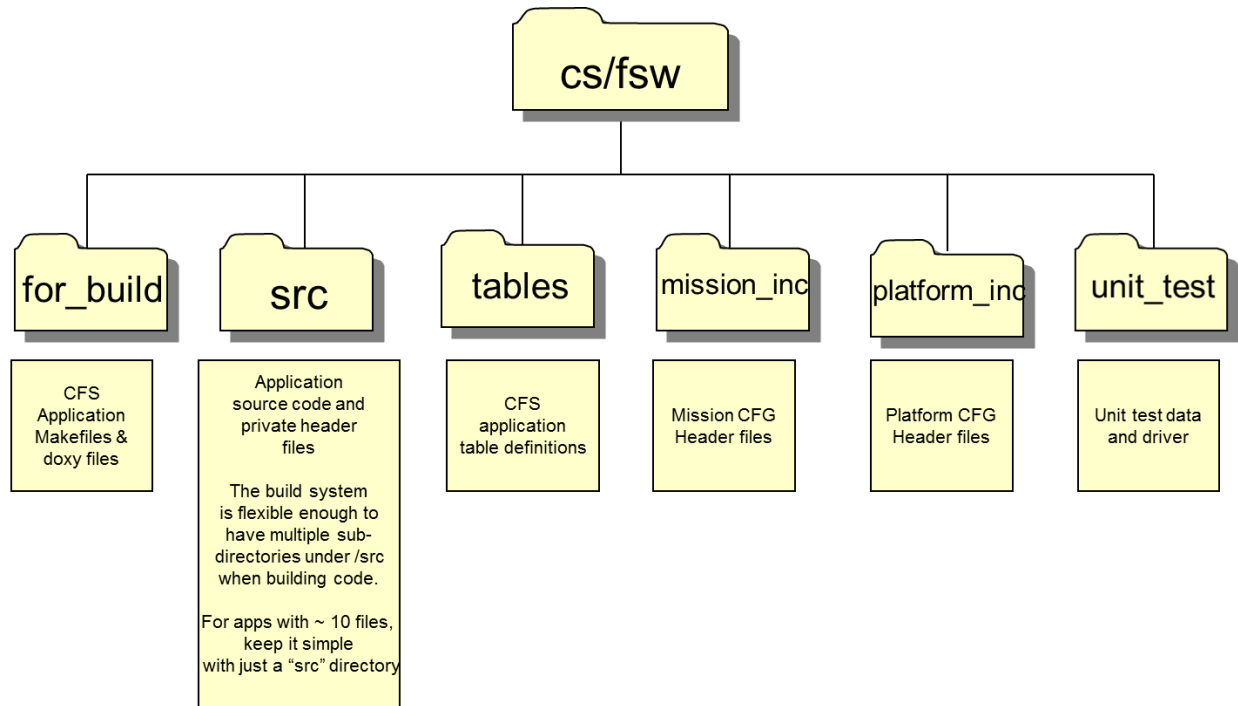 cs/fsw
for_build
src
tables
mission_inc
platform_inc
unit_test
CFS
Application
Makefiles &
doxy files
Application
source code and
private header
files
The build system
is flexible enough to
have multiple sub-
directories under /src
when building code.
For apps with ~ 10 files,
keep it simple
with just a “src” directory
CFS
application
table definitions
Mission CFG
Header files
Platform CFG
Header files
Unit test data
and driver